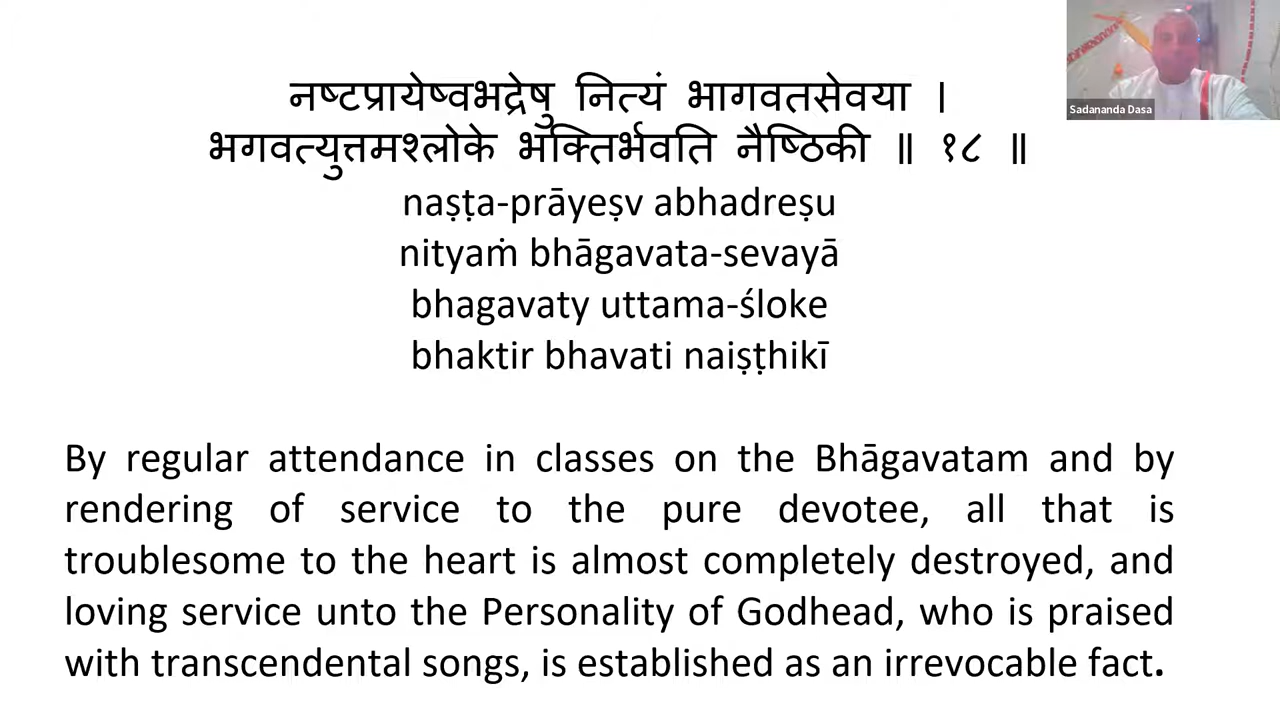 नष्टप्रायेष्वभद्रेषु नित्यं भागवतसेवया ।
भगवत्युत्तमश्लोके भक्तिर्भवति नैष्ठिकी ॥ १८ ॥
naṣṭa-prāyeṣv abhadreṣu
nityaṁ bhāgavata-sevayā
bhagavaty uttama-śloke
bhaktir bhavati naiṣṭhikī
By regular attendance in classes on the Bhāgavatam and by
rendering of service to the pure devotee, all that is
troublesome to the heart is almost completely destroyed, and
loving service unto the Personality of Godhead, who is praised
with transcendental songs, is established as an irrevocable fact.
Sadananda Dasa